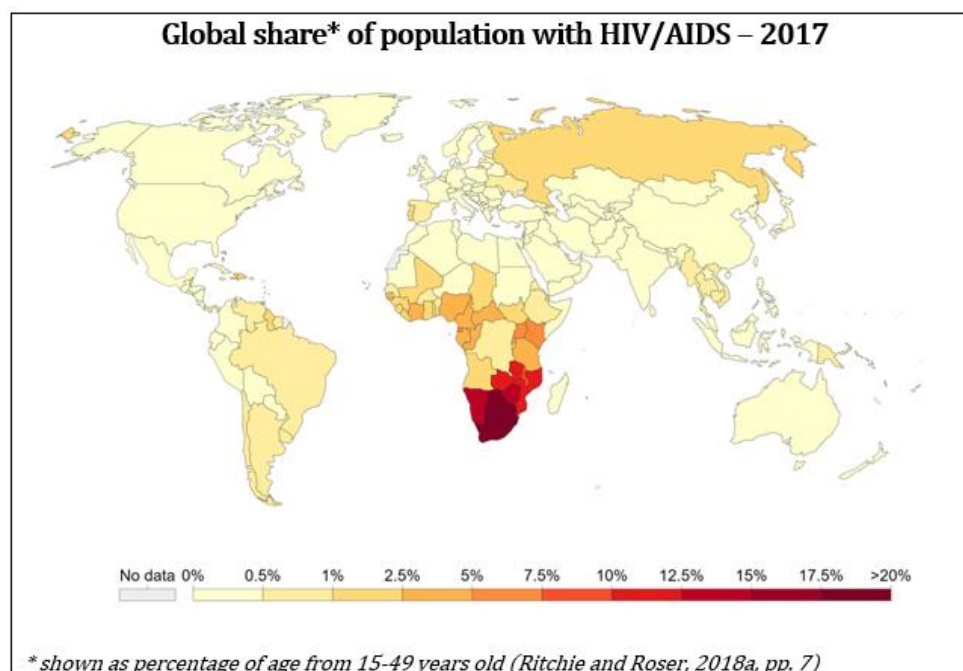 Global share* of population with HIV/AIDS – 2017
No data 0% 0.5% 1% 2.5% 5% 7.5% 10% 12.5% 15% 17.5% >20%
* shown as percentage of age from 15-49 years old (Ritchie and Roser, 2018a, pp. 7)